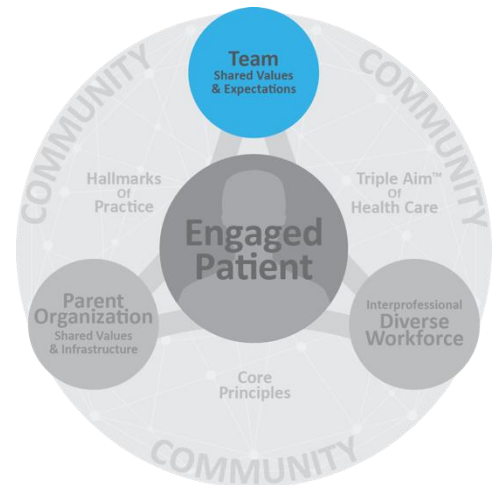 Team
Shared Values
& Expectations
COMMUNITY
COMMUNITY
Hallmarks
Of
Practice
Triple Aim™
Of
Health Care
Engaged
Patient
Parent
Organization
Shared Values
& Infrastructure
Interprofessional
Diverse
Workforce
Core
Principles
COMMUNITY